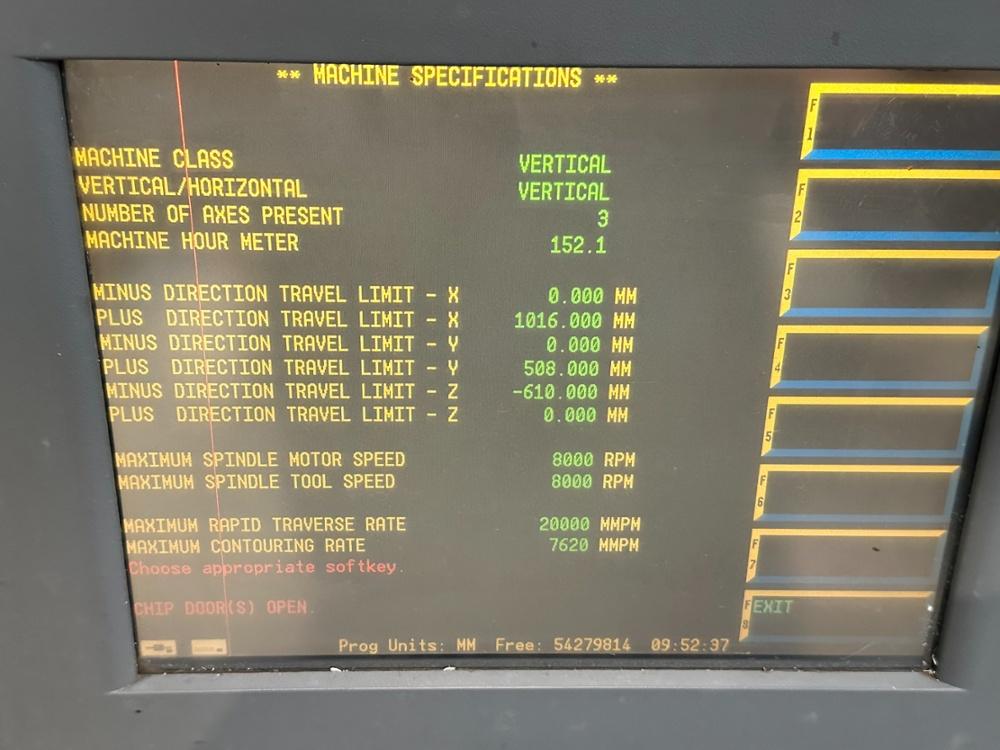 ** MACHINE SPECIFICATIONS **
MACHINE CLASS VERTICAL
VERTICAL/HORIZONTAL VERTICAL
NUMBER OF AXES PRESENT 3
MACHINE HOUR METER 152.1
MINUS DIRECTION TRAVEL LIMIT - X 0.000 MM
PLUS DIRECTION TRAVEL LIMIT - X 1016.000 MM
MINUS DIRECTION TRAVEL LIMIT - Y 0.000 MM
PLUS DIRECTION TRAVEL LIMIT - Y 508.000 MM
MINUS DIRECTION TRAVEL LIMIT - Z -610.000 MM
PLUS DIRECTION TRAVEL LIMIT - Z 0.000 MM
MAXIMUM SPINDLE MOTOR SPEED 8000 RPM
MAXIMUM SPINDLE TOOL SPEED 8000 RPM
MAXIMUM RAPID TRAVERSE RATE 20000 MMPM
MAXIMUM CONTOURING RATE 7620 MMPM
Choose appropriate softkey.
CHIP DOOR(S) OPEN.
Prog Units: MM Free: 54279814 09:52:37
F1
F2
F3
F4
F5
F6
F7
F8 EXIT